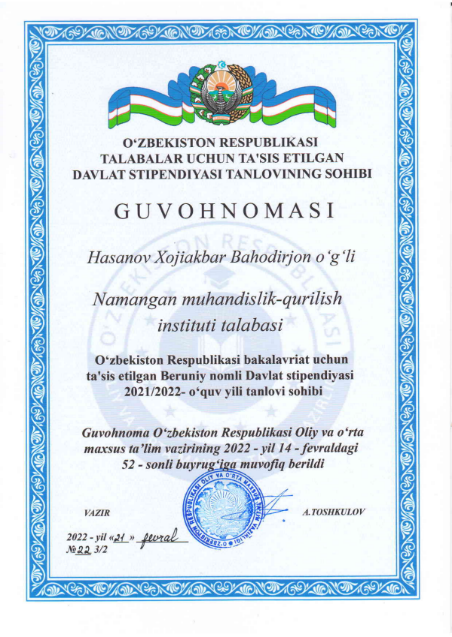 O‘ZBEKISTON RESPUBLIKASI
TALABALAR UCHUN TA'SIS ETILGAN
DAVLAT STIPENDIYASI TANLOVINING SOHIBI
GUVOHNOMASI
Hasanov Xojiakbar Bahodirjon o‘g‘li
Namangan muhandislik-qurilish
instituti talabasi
O‘zbekiston Respublikasi bakalavriat uchun
ta'sis etilgan Beruniy nomli Davlat stipendiyasi
2021/2022- o‘quv yili tanlovi sohibi
Guvohnoma O‘zbekiston Respublikasi Oliy va o‘rta
maxsus ta’lim vazirining 2022 - yil 14 - fevraldagi
52 - sonli buyrug‘iga muvofiq berildi
VAZIR
A.TOSHKULOV
2022 - yil «21 » fevral
№22 3/2